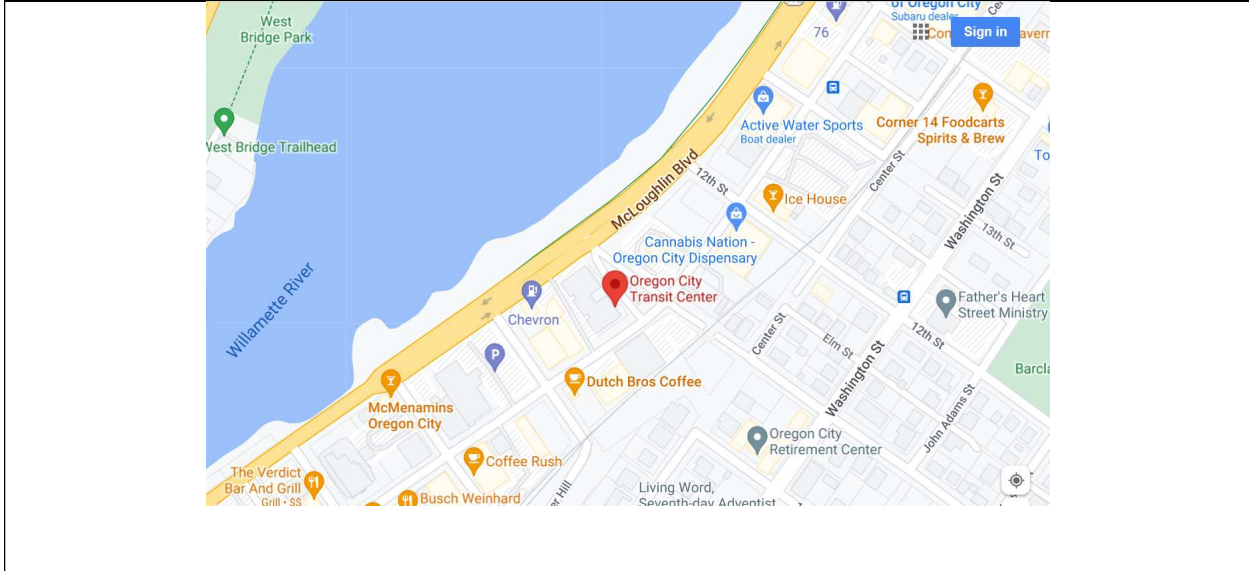 of Oregon City
Subaru dealer
West
Bridge Park
76
Sign in
Active Water Sports
Boat dealer
Corner 14 Foodcarts
Spirits & Brew
West Bridge Trailhead
To
McLoughlin Blvd
12th St
Center St
Washington St
Ice House
13th St
Cannabis Nation -
Oregon City Dispensary
Oregon City
Transit Center
Willamette River
Chevron
Father's Heart
Street Ministry
Center St
Elm St
12th St
P
Washington St
Barcla
Dutch Bros Coffee
McMenamins
Oregon City
John Adams St
Oregon City
Retirement Center
Coffee Rush
The Verdict
Bar And Grill
Grill • $$
Busch Weinhard
er Hill
Living Word,
Seventh-day Adventist